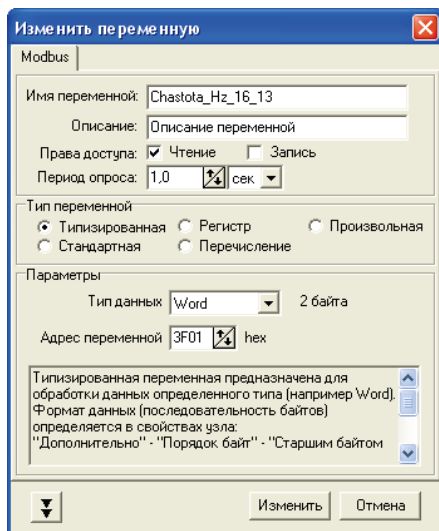 Изменить переменную
Modbus
Имя переменной: Chastota_Hz_16_13
Описание: Описание переменной
Права доступа: Чтение Запись
Период опроса: 1,0 сек
Тип переменной
Типизированная Регистр Произвольная
Стандартная Перечисление
Параметры
Тип данных Word 2 байта
Адрес переменной 3F01 hex
Типизированная переменная предназначена для
обработки данных определенного типа (например Word).
Формат данных (последовательность байтов)
определяется в свойствах узла:
"Дополнительно" - "Порядок байт" - "Старшим байтом
Изменить Отмена